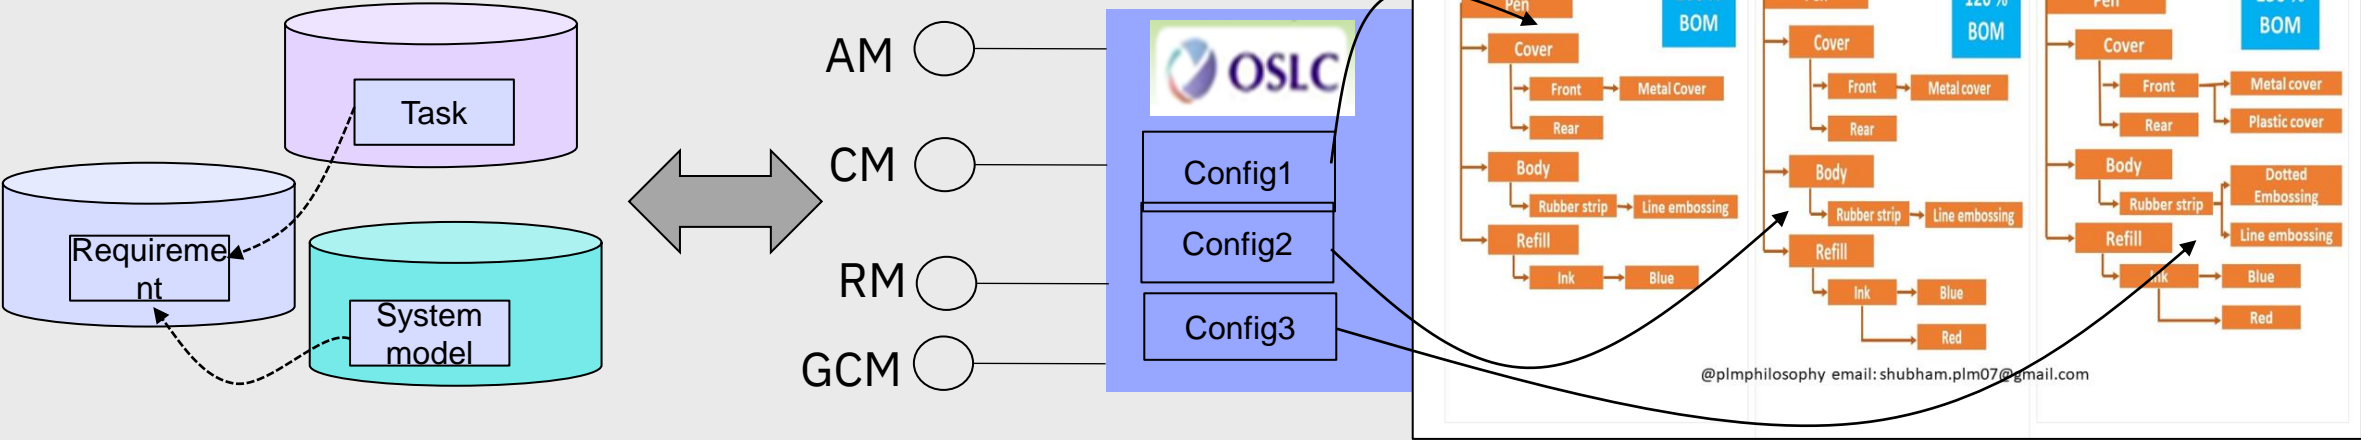 Task
Requireme
nt
System
model
AM
CM
RM
GCM
OSLC
Config1
Config2
Config3
Pen
BOM
Cover
Front
Metal Cover
Rear
Body
Rubber strip
Line embossing
Refill
Ink
Blue
120 %
BOM
Cover
Front
Metal cover
Rear
Body
Rubber strip
Line embossing
Refill
Ink
Blue
Red
Pen
BOM
Cover
Front
Metal cover
Plastic cover
Rear
Body
Rubber strip
Dotted
Embossing
Line embossing
Refill
Ink
Blue
Red
@plmphilosophy email: shubham.plm07@gmail.com